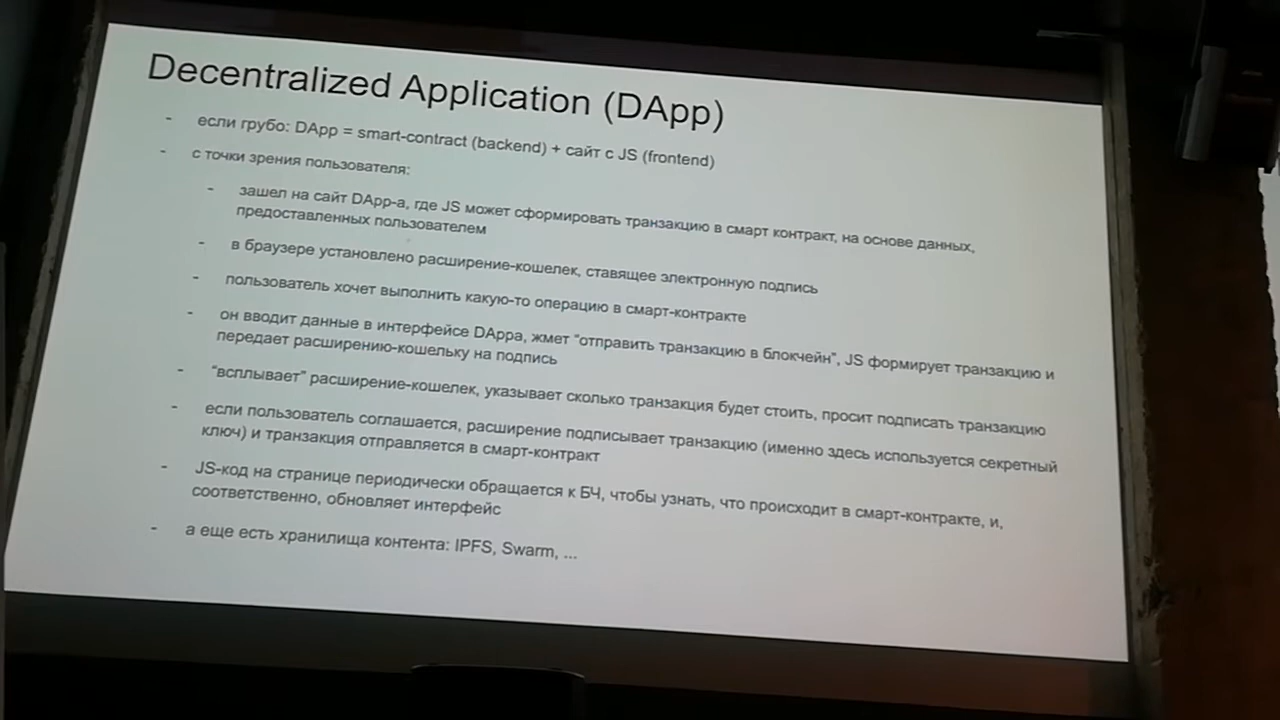 Decentralized Application (DApp)
- если грубо: DApp = smart-contract (backend) + сайт с JS (frontend)
- с точки зрения пользователя:
- зашел на сайт DApp-а, где JS может сформировать транзакцию в смарт контракт, на основе данных,
предоставленных пользователем
- в браузере установлено расширение-кошелек, ставящее электронную подпись
- пользователь хочет выполнить какую-то операцию в смарт-контракте
- он вводит данные в интерфейсе DAppа, жмет “отправить транзакцию в блокчейн”, JS формирует транзакцию и
передает расширению-кошельку на подпись
- “всплывает” расширение-кошелек, указывает сколько транзакция будет стоить, просит подписать транзакцию
- если пользователь соглашается, расширение подписывает транзакцию (именно здесь используется секретный
ключ) и транзакция отправляется в смарт-контракт
- JS-код на странице периодически обращается к БЧ, чтобы узнать, что происходит в смарт-контракте, и,
соответственно, обновляет интерфейс
- а еще есть хранилища контента: IPFS, Swarm, ...